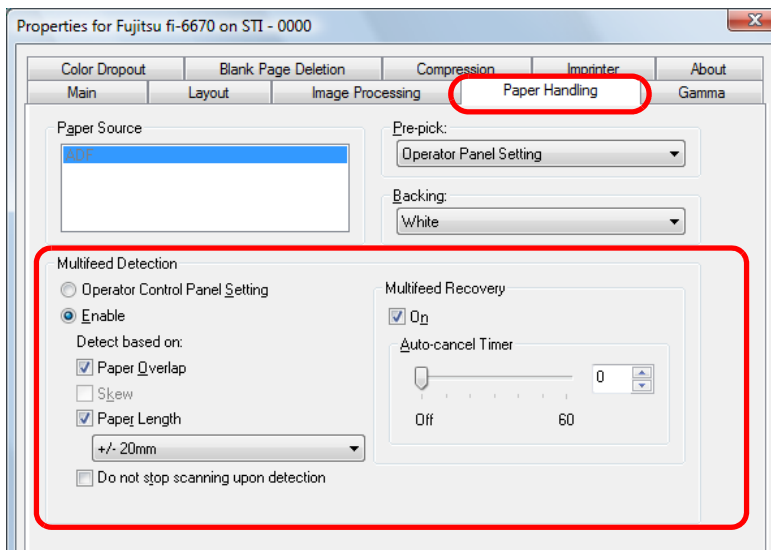 Properties for Fujitsu fi-6670 on STI - 0000
Color Dropout Blank Page Deletion Compression Imprinter About
Main Layout Image Processing Paper Handling Gamma
Paper Source
ADF
Pre-pick:
Operator Panel Setting
Backing:
White
Multifeed Detection
Operator Control Panel Setting
Enable
Detect based on:
Paper Overlap
Skew
Paper Length
+/- 20mm
Do not stop scanning upon detection
Multifeed Recovery
On
Auto-cancel Timer
0
Off 60